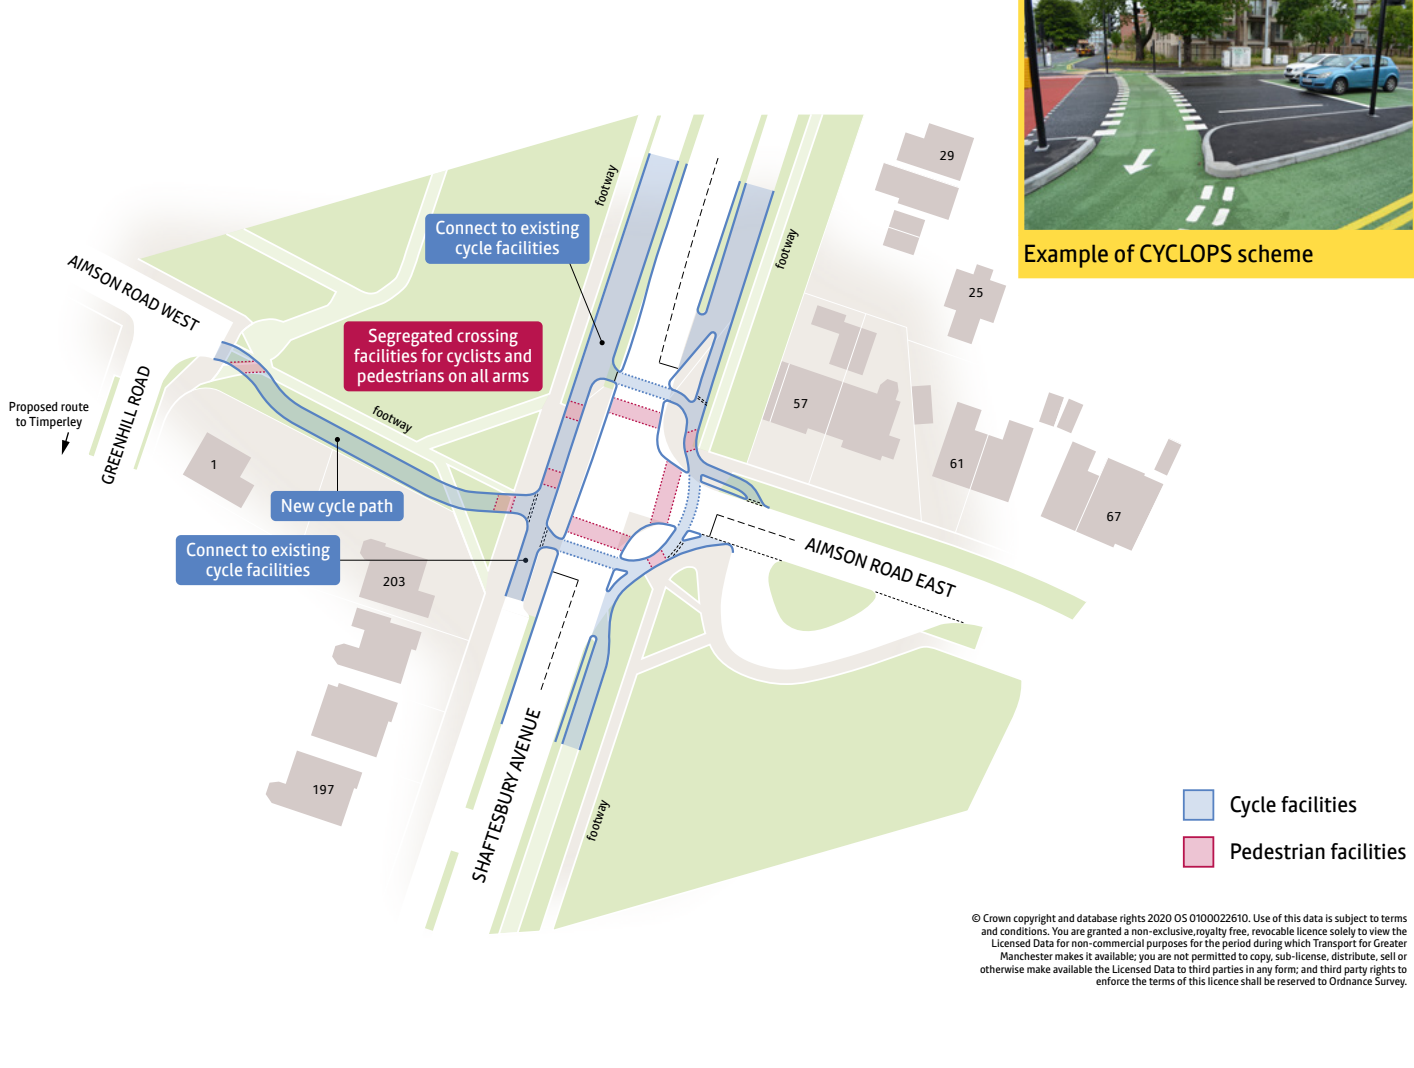 Example of CYCLOPS scheme
29
footway
Connect to existing
cycle facilities
footway
AIMSON ROAD WEST
25
Segregated crossing
facilities for cyclists and
pedestrians on all arms
GREENHILL ROAD
Proposed route
to Timperley
57
footway
1
61
New cycle path
67
Connect to existing
cycle facilities
203
AIMSON ROAD EAST
SHAFTESBURY AVENUE
197
footway
Cycle facilities
Pedestrian facilities
© Crown copyright and database rights 2020 OS 0100022610. Use of this data is subject to terms
and conditions. You are granted a non-exclusive,royalty free, revocable licence solely to view the
Licensed Data for non-commercial purposes for the period during which Transport for Greater
Manchester makes it available; you are not permitted to copy, sub-license, distribute, sell or
otherwise make available the Licensed Data to third parties in any form; and third party rights to
enforce the terms of this licence shall be reserved to Ordnance Survey.